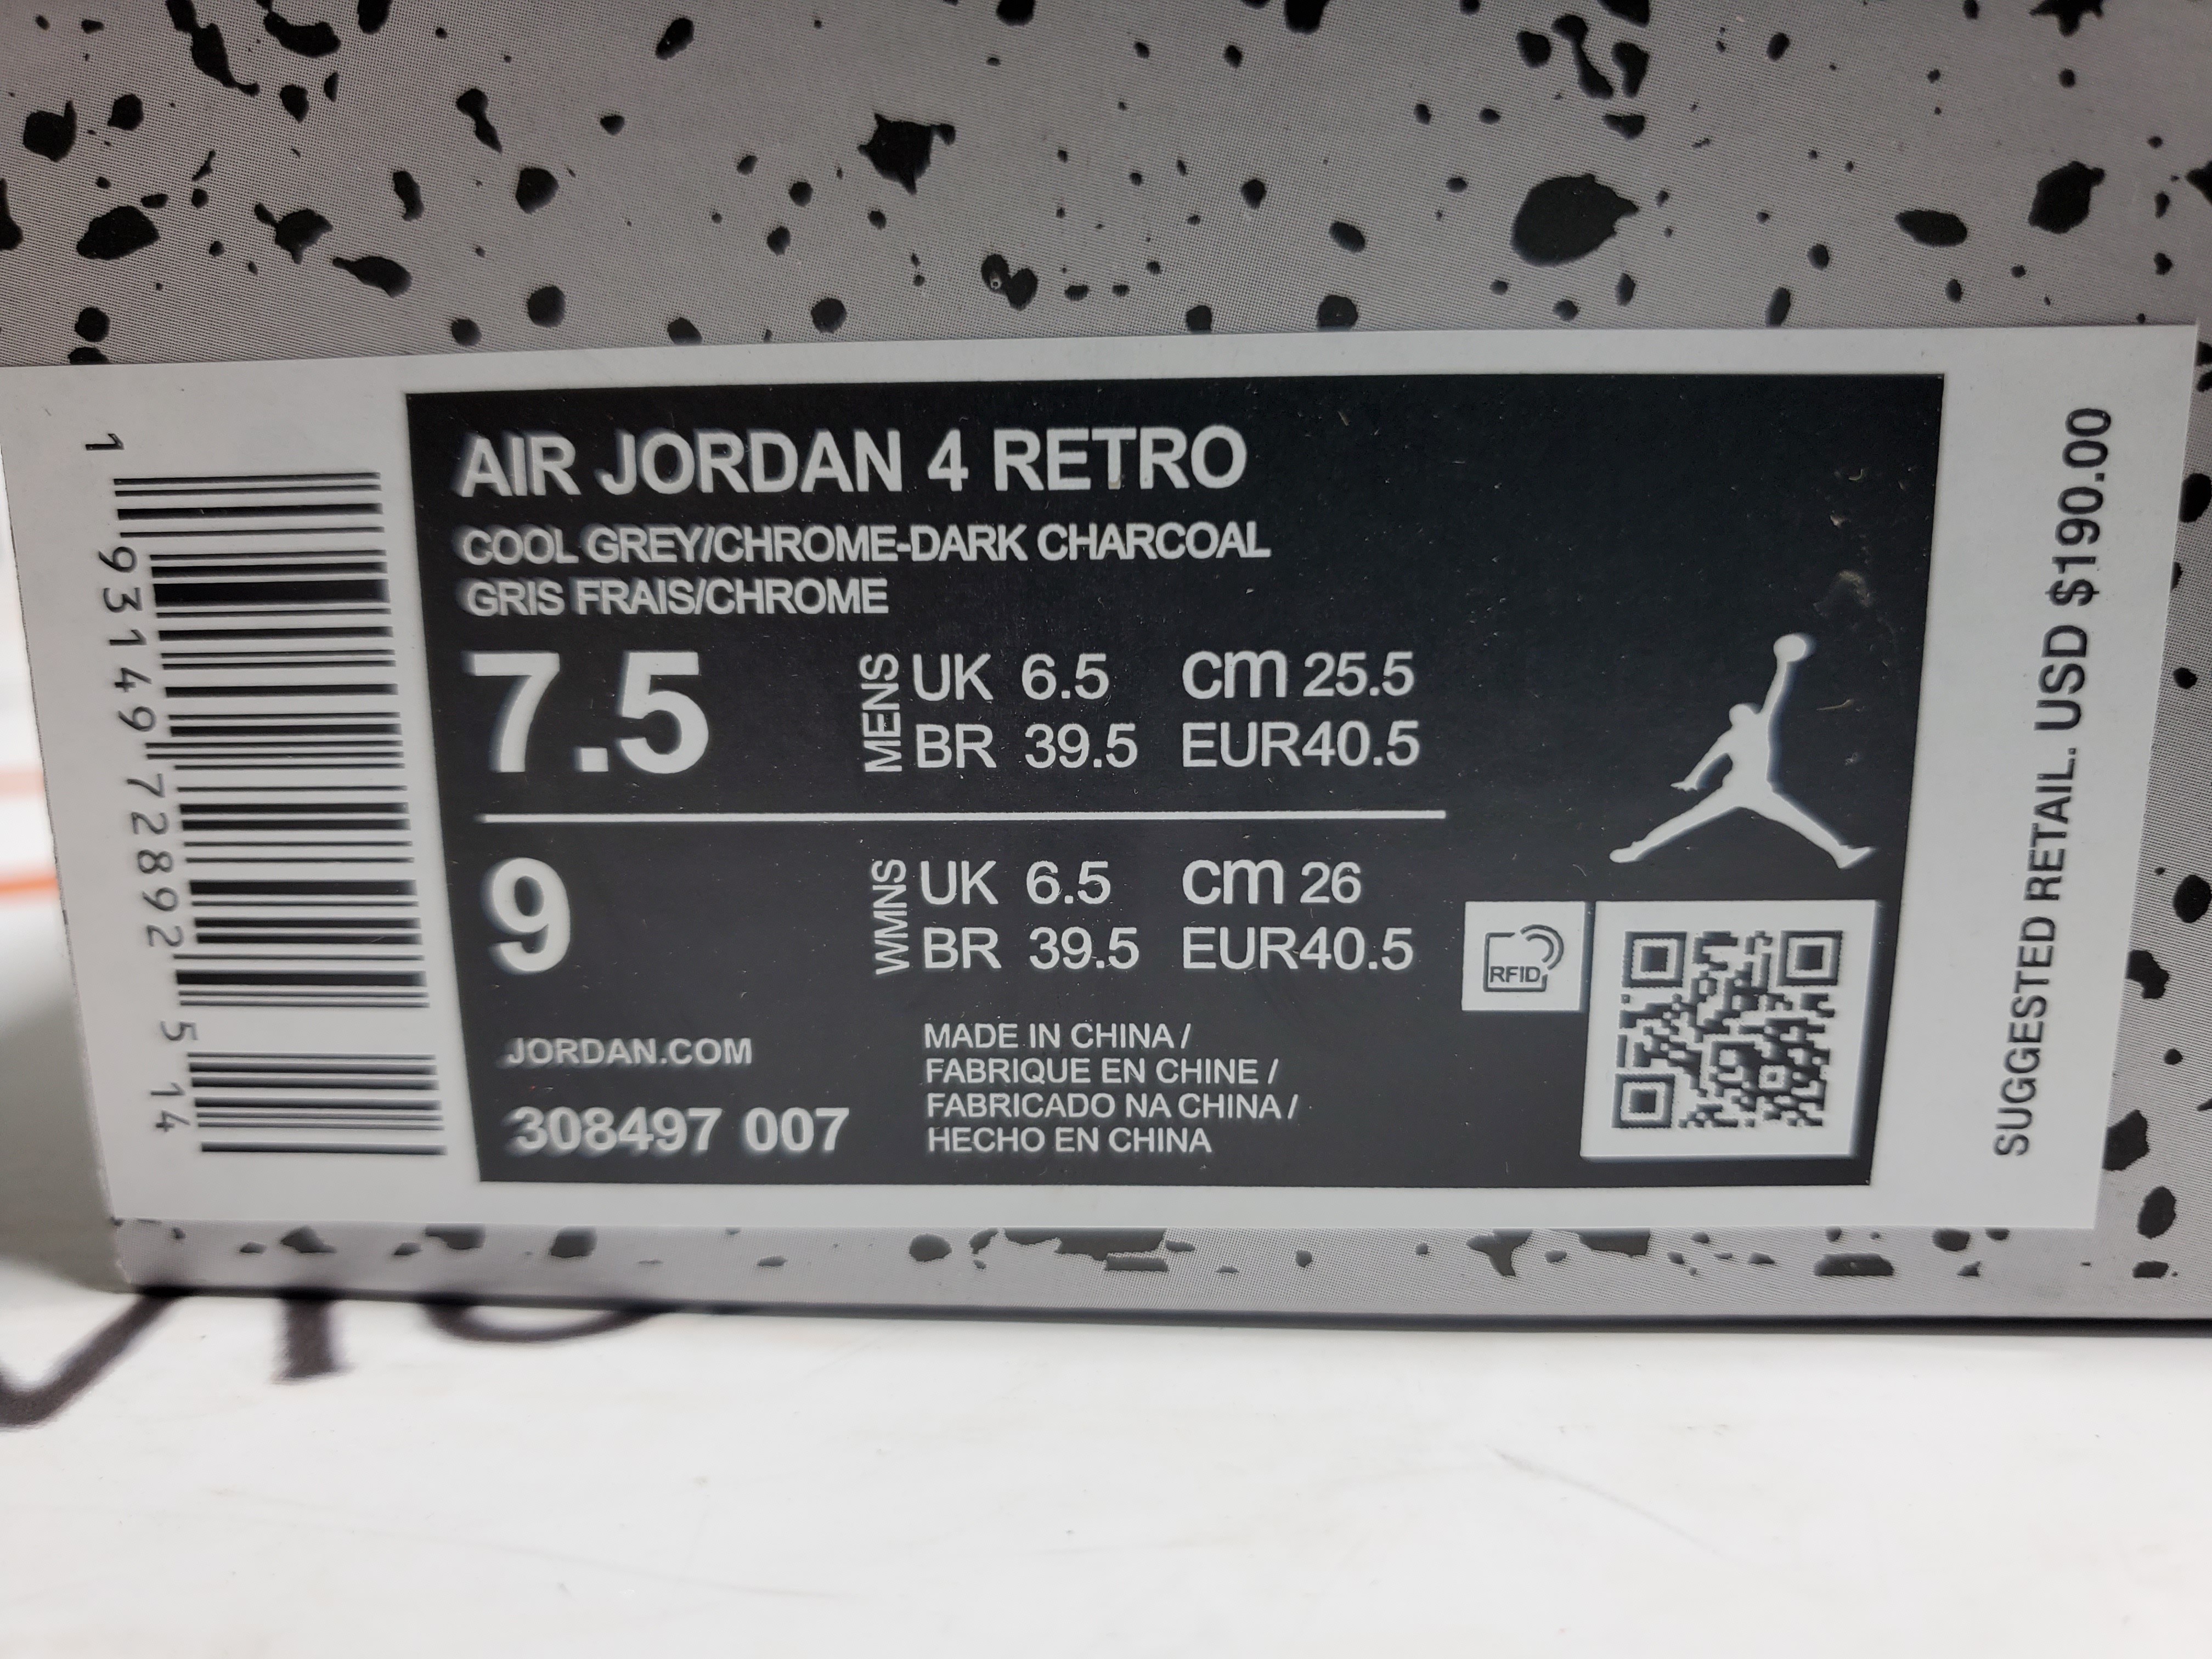 AIR JORDAN 4 RETRO
COOL GREY/CHROME-DARK CHARCOAL
GRIS FRAIS/CHROME
7.5 MENS UK 6.5 cm 25.5
BR 39.5 EUR40.5
9 WMNS UK 6.5 cm 26
BR 39.5 EUR40.5
JORDAN.COM
308497 007
MADE IN CHINA /
FABRIQUE EN CHINE /
FABRICADO NA CHINA /
HECHO EN CHINA
RFID
1 93149 72892 5 14
SUGGESTED RETAIL. USD $190.00